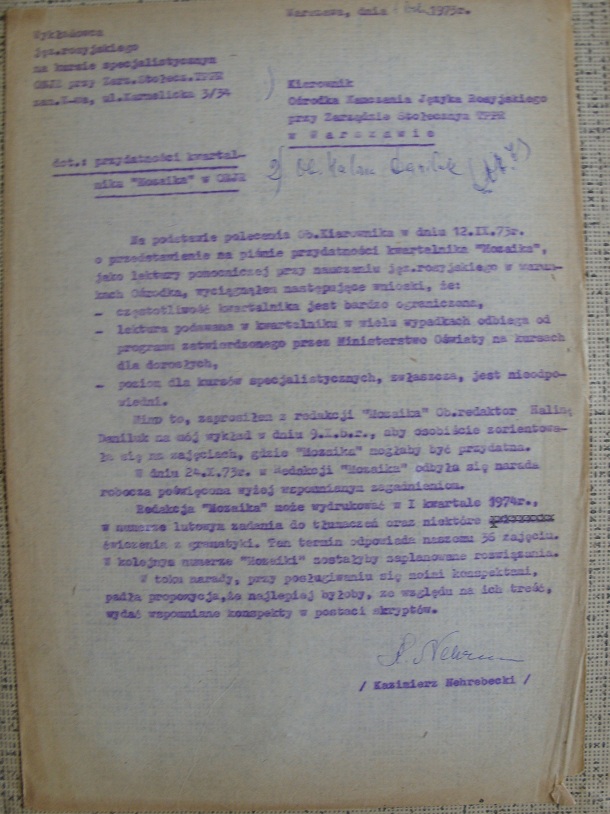 Warszawa, dnia 1973r.
Wykładowca
jęz.rosyjskiego
na kursie specjalistycznym
ONJR przy Zarz.Stołecz.TPPR
zam.W-wa, ul.Karmelicka 3/34
Kierownik
Ośrodka Nauczania Języka Rosyjskiego
przy Zarządzie Stołecznym TPPR
w W a r s z a w i e
dot.: przydatności kwartal-
nika "Mozaika" w ONJR
2/ Ob.
Na podstawie polecenia Ob.Kierownika w dniu 12.IX.73r.
o przedstawienie na piśmie przydatności kwartalnika "Mozaika",
jako lektury pomocniczej przy nauczaniu jęz.rosyjskiego w warun-
kach Ośrodka, wyciągnąłem następujące wnioski, że:
- częstotliwość kwartalnika jest bardzo ograniczona,
- lektura podawana w kwartalniku w wielu wypadkach odbiega od
programu zatwierdzonego przez Ministerstwo Oświaty na kursach
dla dorosłych,
- poziom dla kursów specjalistycznych, zwłaszcza, jest nieodpo-
wiedni.
Mimo to, zaprosiłem z redakcji "Mozaika" Ob.redaktor Halinę
Daniluk na mój wykład w dniu 9.X.b.r., aby osobiście zorientowa-
ła się na zajęciach, gdzie "Mozaika" mogłaby być przydatna.
W dniu 24.X.73r. w Redakcji "Mozaika" odbyła się narada
robocza poświęcona wyżej wspomnianym zagadnieniom.
Redakcja "Mozaika" może wydrukować w I kwartale 1974r.,
w numerze lutowym zadania do tłumaczeń oraz niektóre
ćwiczenia z gramatyki. Ten termin odpowiada naszemu 36 zajęciu.
W kolejnym numerze "Mozaiki" zostałyby zaplanowane rozwiązania.
W toku narady, przy posługiwaniu się moimi konspektami,
padła propozycja,że najlepiej byłoby, ze względu na ich treść,
wydać wspomniane konspekty w postaci skryptów.
/ Kazimierz Nehrebecki /